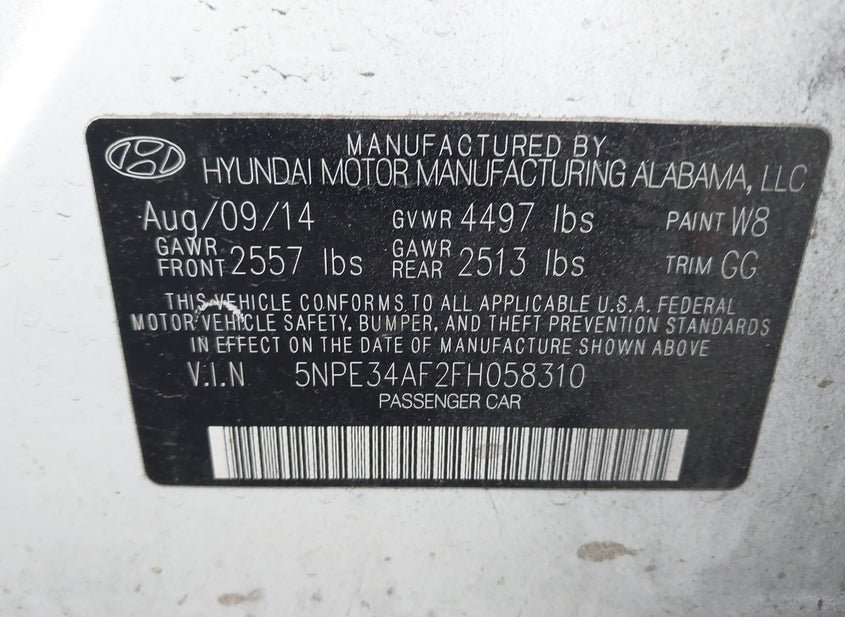 MANUFACTURED BY
HYUNDAI MOTOR MANUFACTURING ALABAMA, LLC
Aug/09/14 GVWR 4497 lbs PAINT W8
GAWR FRONT 2557 lbs GAWR REAR 2513 lbs TRIM GG
THIS VEHICLE CONFORMS TO ALL APPLICABLE U.S.A. FEDERAL
MOTOR VEHICLE SAFETY, BUMPER, AND THEFT PREVENTION STANDARDS
IN EFFECT ON THE DATE OF MANUFACTURE SHOWN ABOVE
V.I.N 5NPE34AF2FH058310
PASSENGER CAR